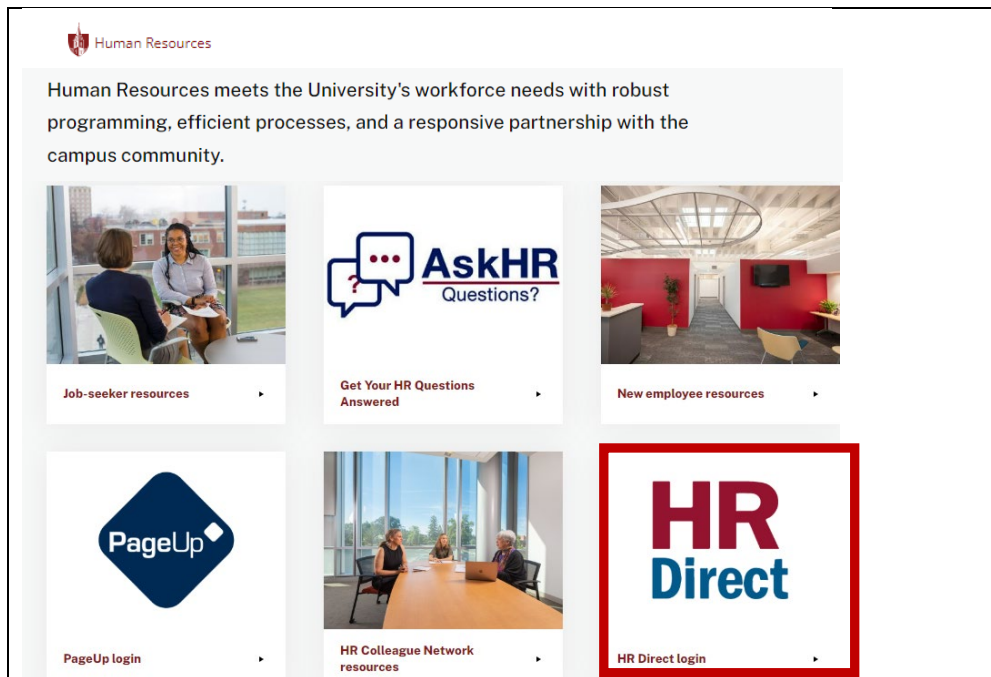 Human Resources
Human Resources meets the University's workforce needs with robust
programming, efficient processes, and a responsive partnership with the
campus community.
...
?
AskHR
Questions?
Job-seeker resources
Get Your HR Questions
Answered
New employee resources
PageUp
HR
Direct
PageUp login
HR Colleague Network
resources
HR Direct login